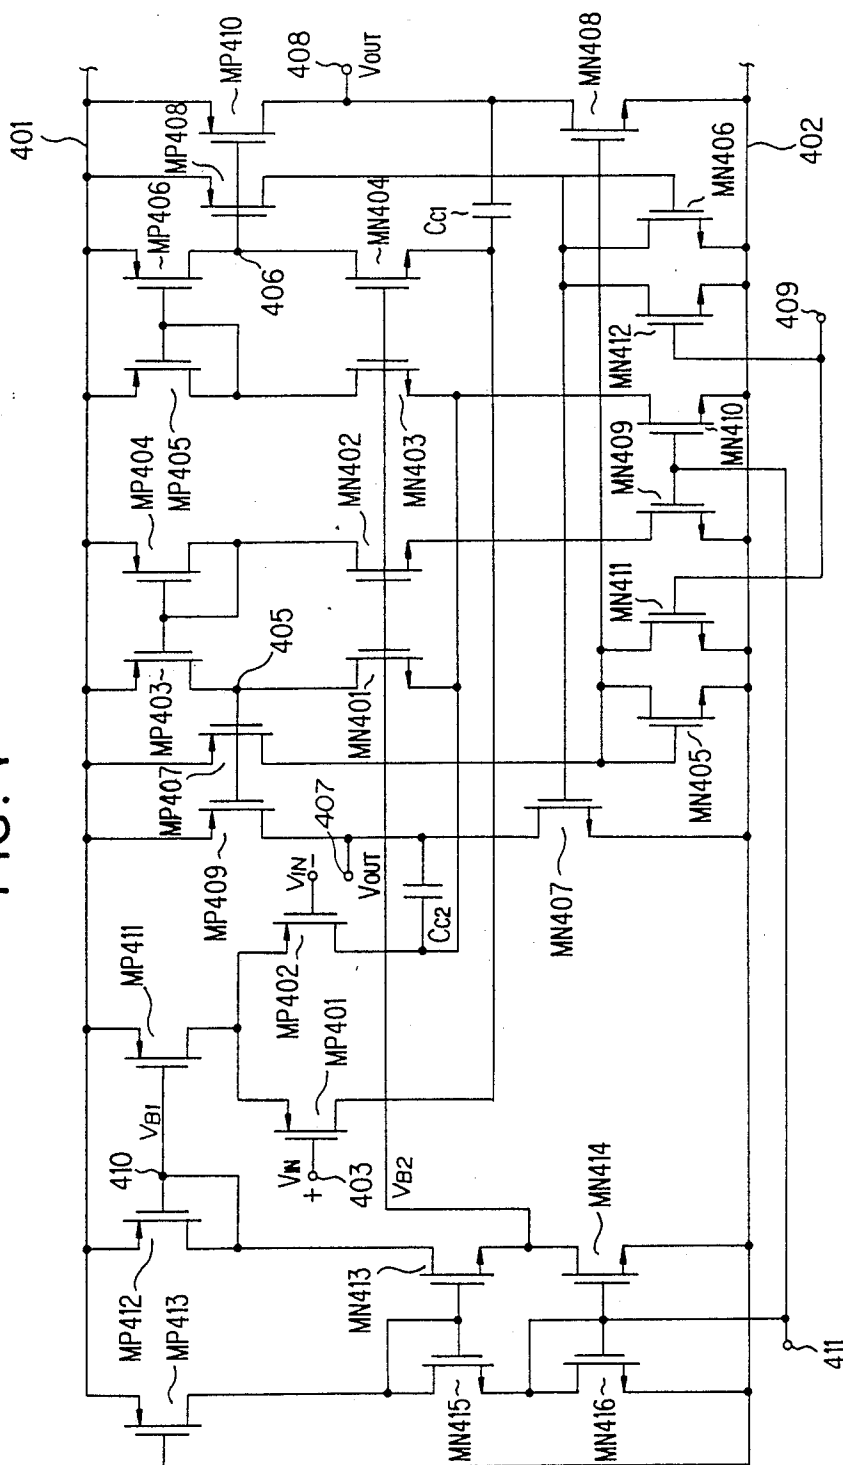 FIG. 4
401
MP410
408
VOUT
MN408
MP408
MP406
406
MN404
CC1
MN406
402
MN412
409
MP405
MN403
MN410
MP404
MN402
MN409
MP403
405
MN401
MN411
MP407
MN405
MP409
407
VOUT
MN407
VIN
−
CC2
MP402
MP411
MP401
VB1
410
VIN
+
403
VB2
MN414
MP412
MN413
MP413
MN415
MN416
411